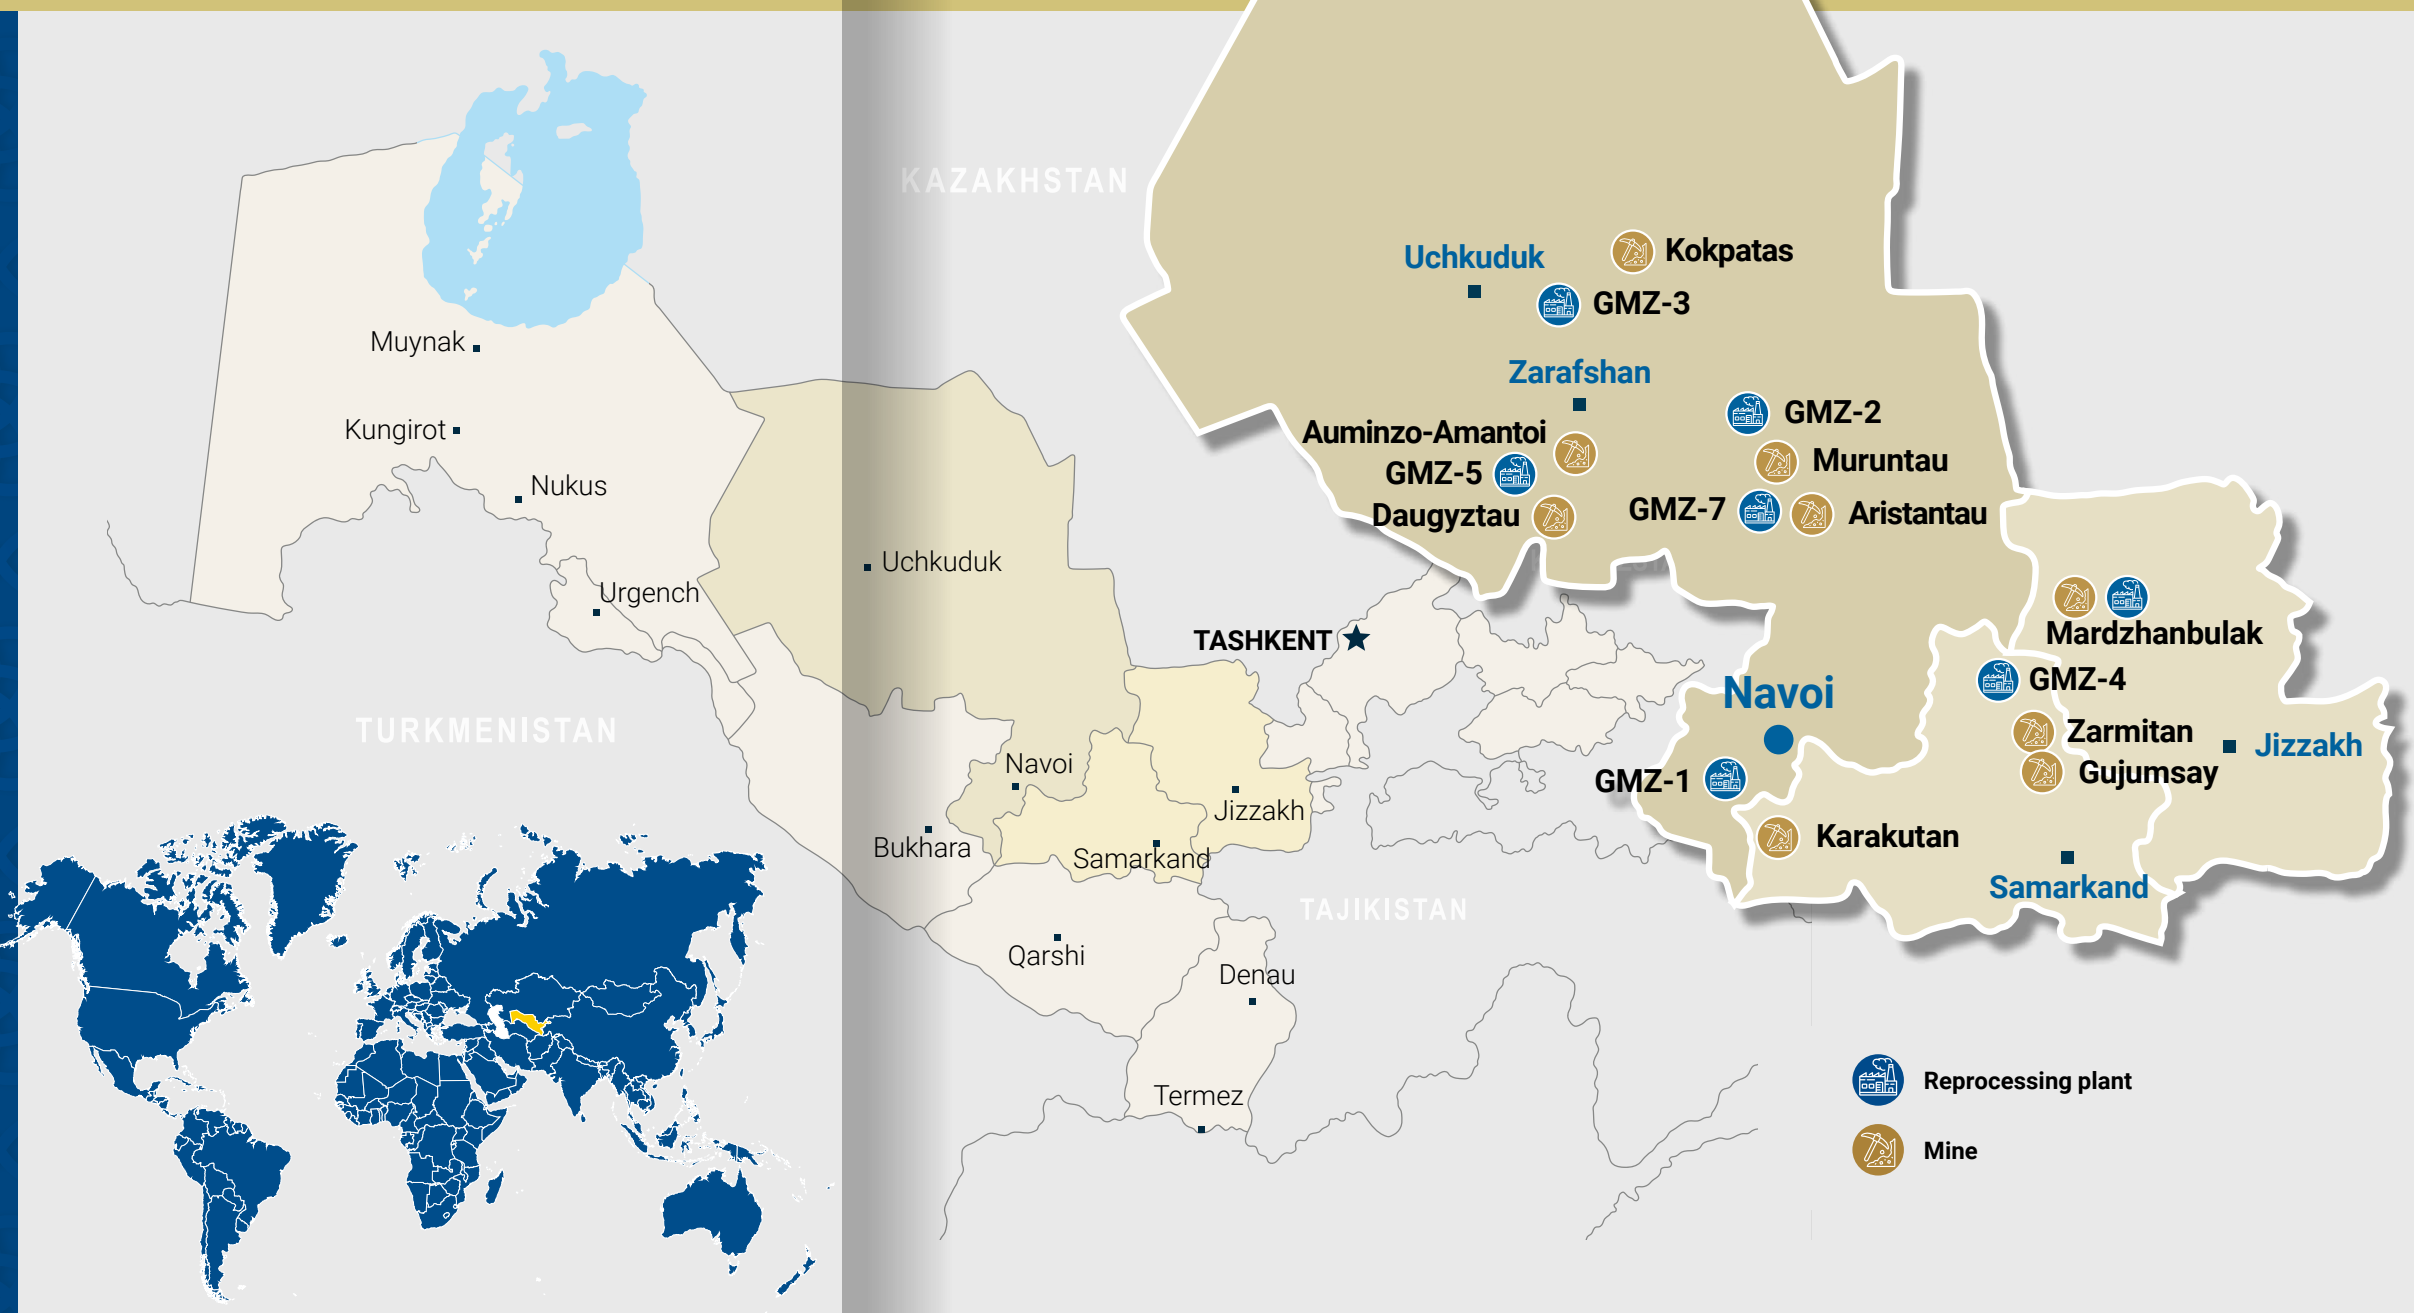 KAZAKHSTAN
Muynak
Kungirot
Nukus
Urgench
Uchkuduk
TASHKENT
TURKMENISTAN
Navoi
Jizzakh
Bukhara
Samarkand
Qarshi
TAJIKISTAN
Denau
Termez
Uchkuduk
Kokpatas
GMZ-3
Zarafshan
GMZ-2
Auminzo-Amantoi
Muruntau
GMZ-5
Daugyztau
GMZ-7
Aristantau
Mardzhanbulak
GMZ-4
Navoi
Zarmitan
Jizzakh
Gujumsay
GMZ-1
Karakutan
Samarkand
Reprocessing plant
Mine